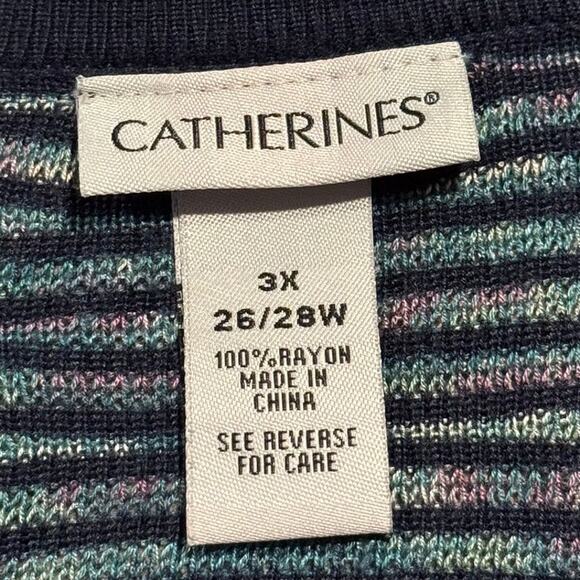 CATHERINES®
3X
26/28W
100%RAYON
MADE IN
CHINA
SEE REVERSE
FOR CARE